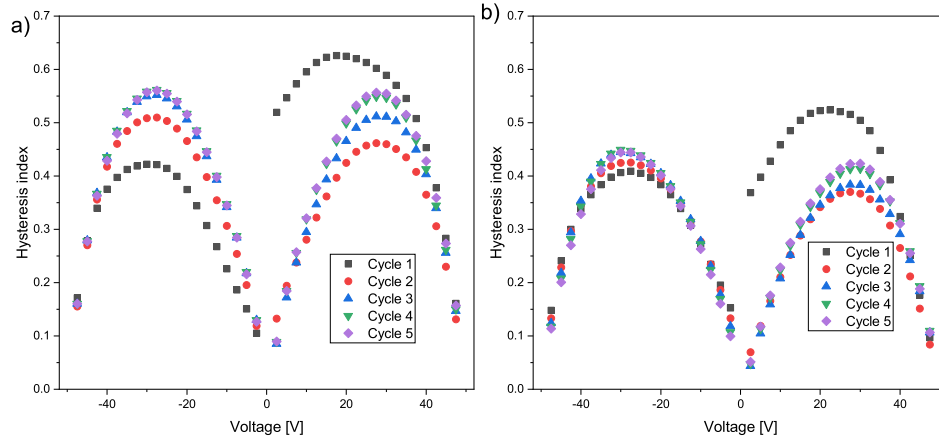 a)
Hysteresis index
0.7
0.6
0.5
0.4
0.3
0.2
0.1
0.0
-40
-20
0
20
40
Voltage [V]
Cycle 1
Cycle 2
Cycle 3
Cycle 4
Cycle 5
b)
Hysteresis index
0.7
0.6
0.5
0.4
0.3
0.2
0.1
0.0
-40
-20
0
20
40
Voltage [V]
Cycle 1
Cycle 2
Cycle 3
Cycle 4
Cycle 5